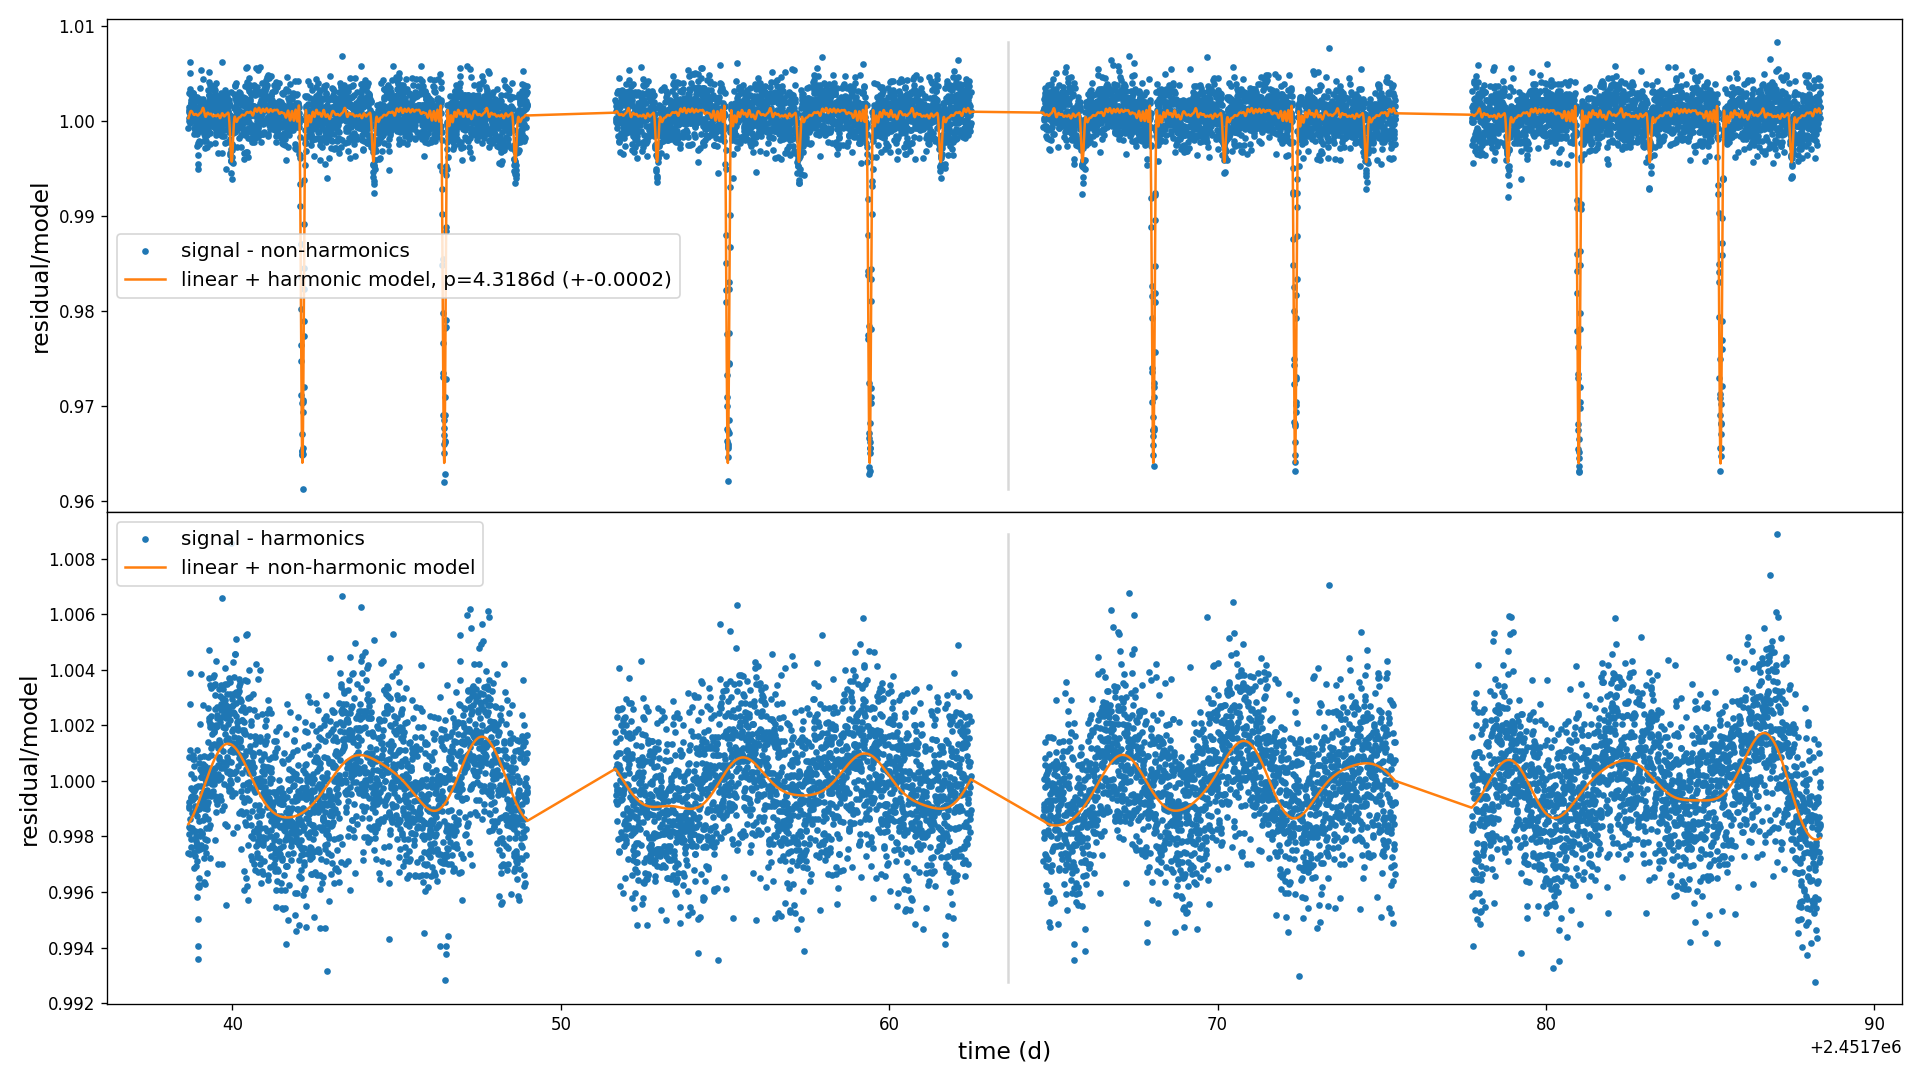 1.01
1.00
0.99
0.98
0.97
0.96
residual/model
signal - non-harmonics
linear + harmonic model, p=4.3186d (+-0.0002)
1.008
1.006
1.004
1.002
1.000
0.998
0.996
0.994
0.992
residual/model
signal - harmonics
linear + non-harmonic model
40 50 60 70 80 90
time (d)
+2.4517e6